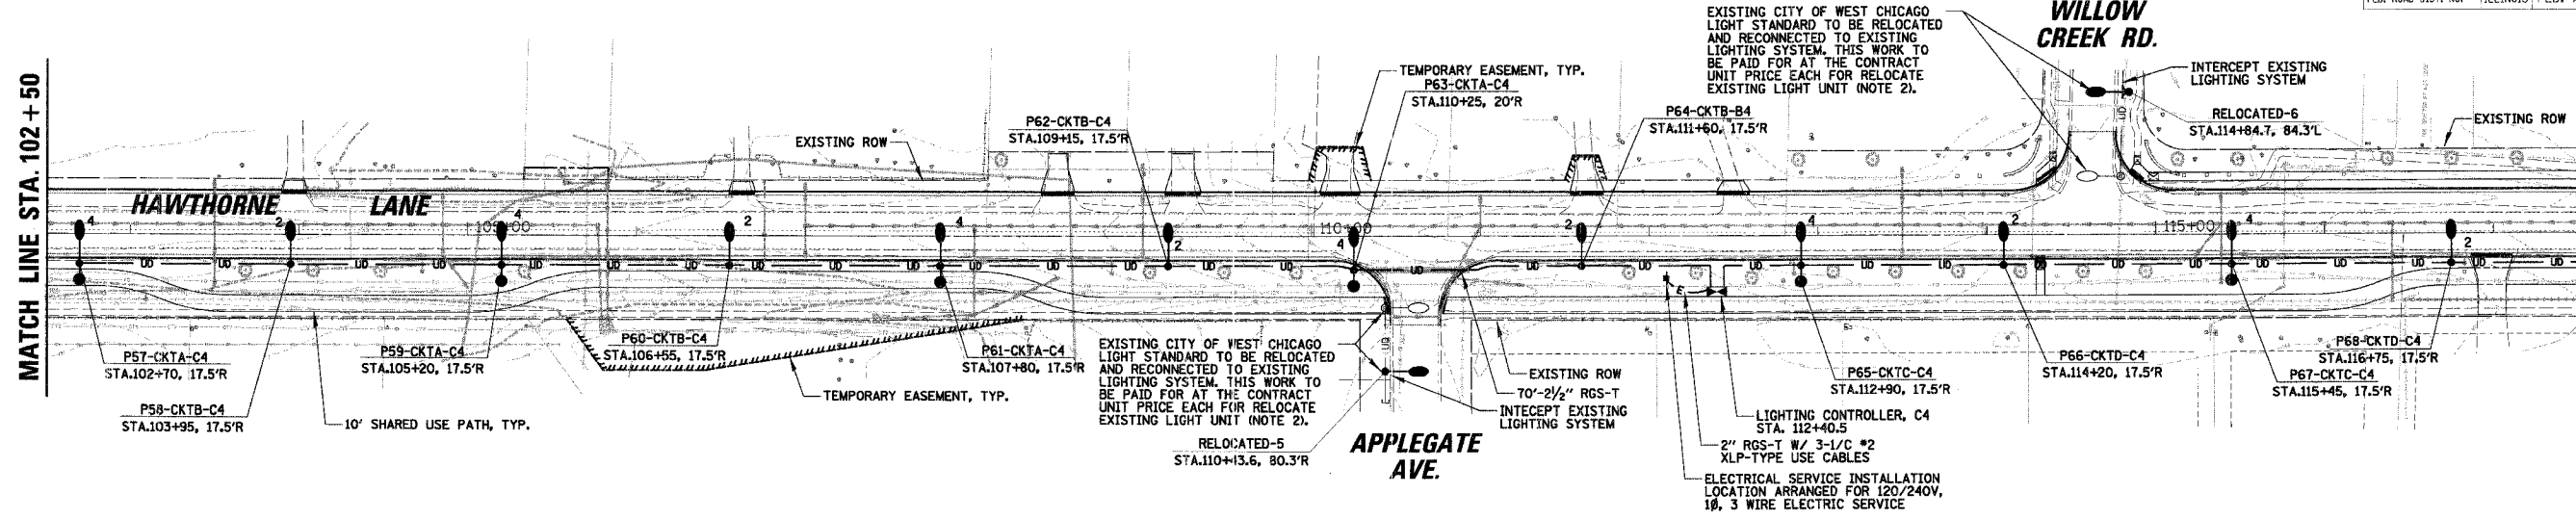 MATCH LINE STA. 102+50
HAWTHORNE LANE
P57-CKTA-C4
STA.102+70, 17.5'R
P58-CKTB-C4
STA.103+95, 17.5'R
10' SHARED USE PATH, TYP.
P59-CKTA-C4
STA.105+20, 17.5'R
P60-CKTB-C4
STA.106+55, 17.5'R
TEMPORARY EASEMENT, TYP.
EXISTING ROW
P61-CKTA-C4
STA.107+80, 17.5'R
P62-CKTB-C4
STA.109+15, 17.5'R
TEMPORARY EASEMENT, TYP.
P63-CKTA-C4
STA.110+25, 20'R
110+00
EXISTING CITY OF WEST CHICAGO
LIGHT STANDARD TO BE RELOCATED
AND RECONNECTED TO EXISTING
LIGHTING SYSTEM. THIS WORK TO
BE PAID FOR AT THE CONTRACT
UNIT PRICE EACH FOR RELOCATE
EXISTING LIGHT UNIT (NOTE 2).
RELOCATED-5
STA.110+43.6, 80.3'R
APPLEGATE
AVE.
EXISTING ROW
70'-2½" RGS-T
INTECEPT EXISTING
LIGHTING SYSTEM
P64-CKTB-B4
STA.111+60, 17.5'R
EXISTING CITY OF WEST CHICAGO
LIGHT STANDARD TO BE RELOCATED
AND RECONNECTED TO EXISTING
LIGHTING SYSTEM. THIS WORK TO
BE PAID FOR AT THE CONTRACT
UNIT PRICE EACH FOR RELOCATE
EXISTING LIGHT UNIT (NOTE 2).
WILLOW
CREEK RD.
INTERCEPT EXISTING
LIGHTING SYSTEM
RELOCATED-6
STA.114+84.7, 84.3'L
EXISTING ROW
P65-CKTC-C4
STA.112+90, 17.5'R
LIGHTING CONTROLLER, C4
STA. 112+40.5
2" RGS-T W/ 3-1/C #2
XLP-TYPE USE CABLES
ELECTRICAL SERVICE INSTALLATION
LOCATION ARRANGED FOR 120/240V,
1Ø, 3 WIRE ELECTRIC SERVICE
P66-CKTD-C4
STA.114+20, 17.5'R
115+00
P67-CKTC-C4
STA.115+45, 17.5'R
P68-CKTD-C4
STA.116+75, 17.5'R